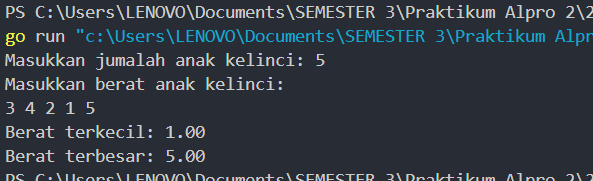 PS C:\Users\LENOVO\Documents\SEMESTER 3\Praktikum Alpro 2\2
go run "c:\Users\LENOVO\Documents\SEMESTER 3\Praktikum Alpr
Masukkan jumalah anak kelinci: 5
Masukkan berat anak kelinci:
3 4 2 1 5
Berat terkecil: 1.00
Berat terbesar: 5.00
PS C:\Users\LENOVO\Documents\SEMESTER 3\Praktikum Alpro 2\2